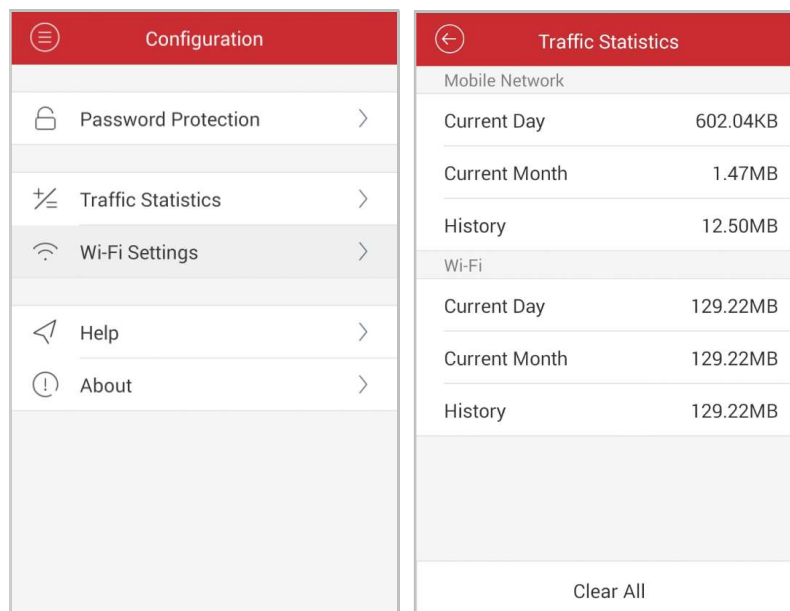 Configuration
Password Protection
Traffic Statistics
Wi-Fi Settings
Help
About
Traffic Statistics
Mobile Network
Current Day 602.04KB
Current Month 1.47MB
History 12.50MB
Wi-Fi
Current Day 129.22MB
Current Month 129.22MB
History 129.22MB
Clear All